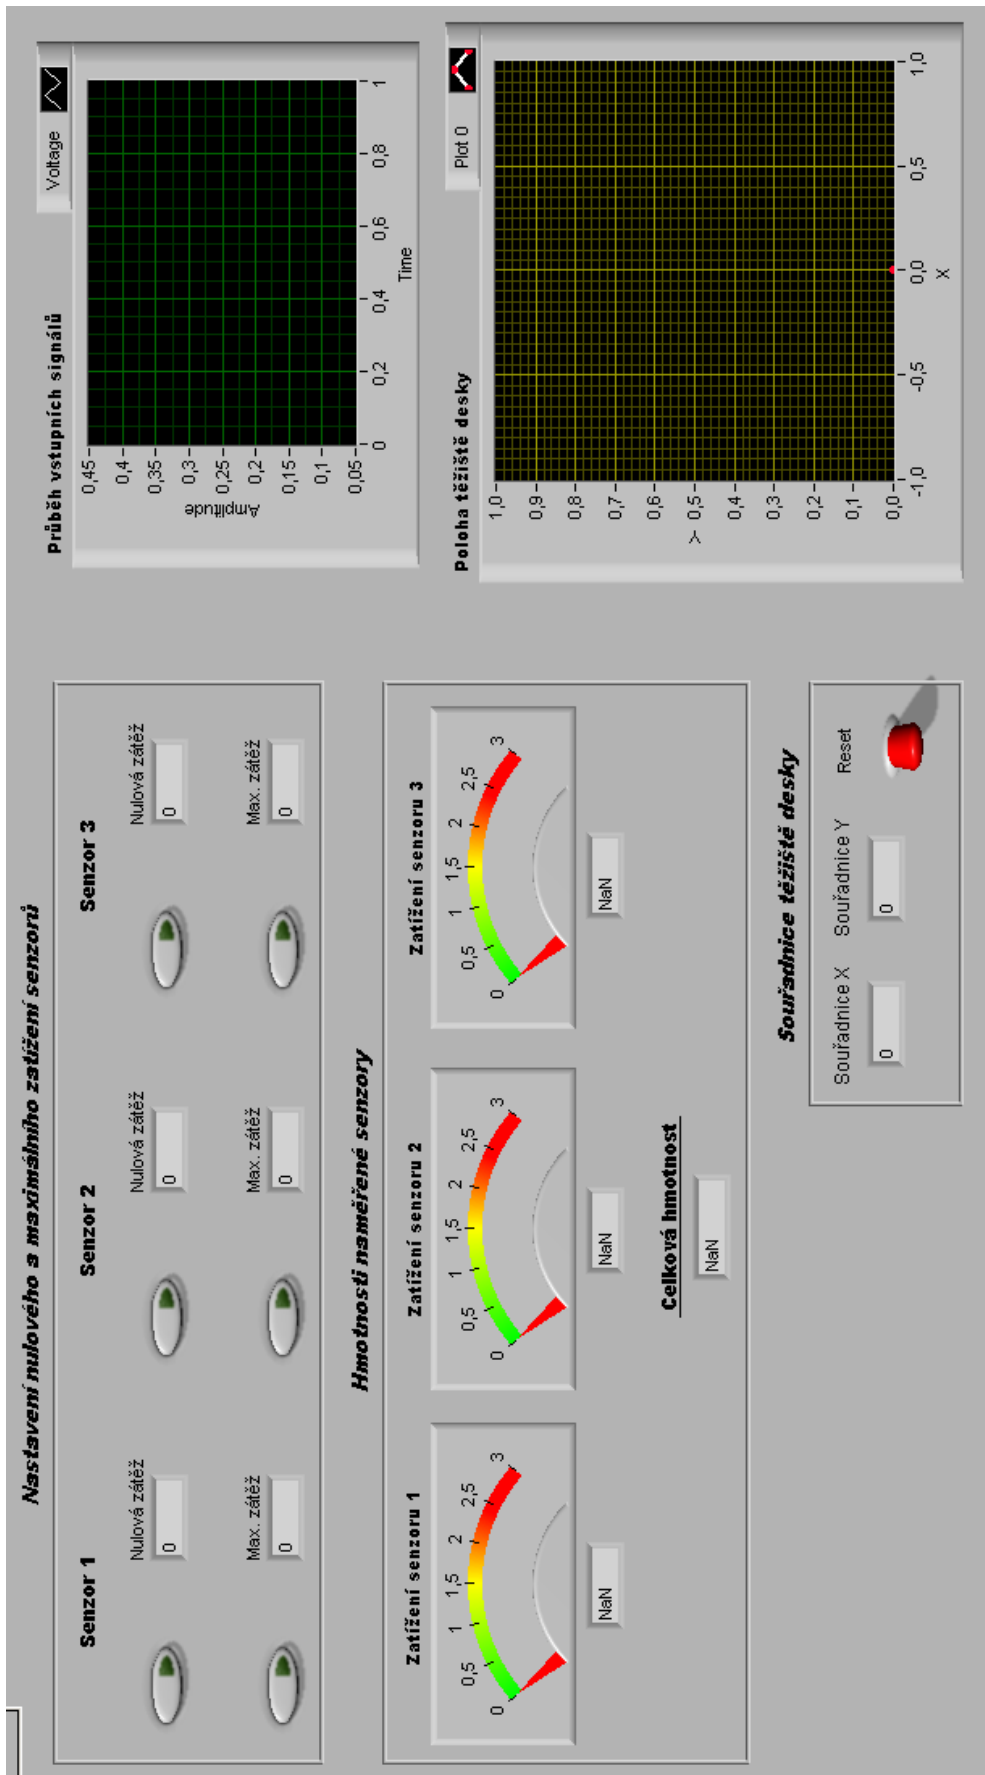 Nastavení nulového a maximálního zatížení senzorů
Senzor 1
Nulová zátěž
0
Max. zátěž
0
Senzor 2
Nulová zátěž
0
Max. zátěž
0
Senzor 3
Nulová zátěž
0
Max. zátěž
0
Hmotnosti naměřené senzory
Zatížení senzoru 1
0 0,5 1 1,5 2 2,5 3
NaN
Zatížení senzoru 2
0 0,5 1 1,5 2 2,5 3
NaN
Zatížení senzoru 3
0 0,5 1 1,5 2 2,5 3
NaN
Celková hmotnost
NaN
Souřadnice těžiště desky
Souřadnice X
0
Souřadnice Y
0
Reset
Průběh vstupních signálů
Voltage
Amplitude
0,45
0,4
0,35
0,3
0,25
0,2
0,15
0,1
0,05
0 0,2 0,4 0,6 0,8 1
Time
Poloha těžiště desky
Plot 0
Y
1,0
0,9
0,8
0,7
0,6
0,5
0,4
0,3
0,2
0,1
0,0
-1,0 -0,5 0,0 0,5 1,0
X